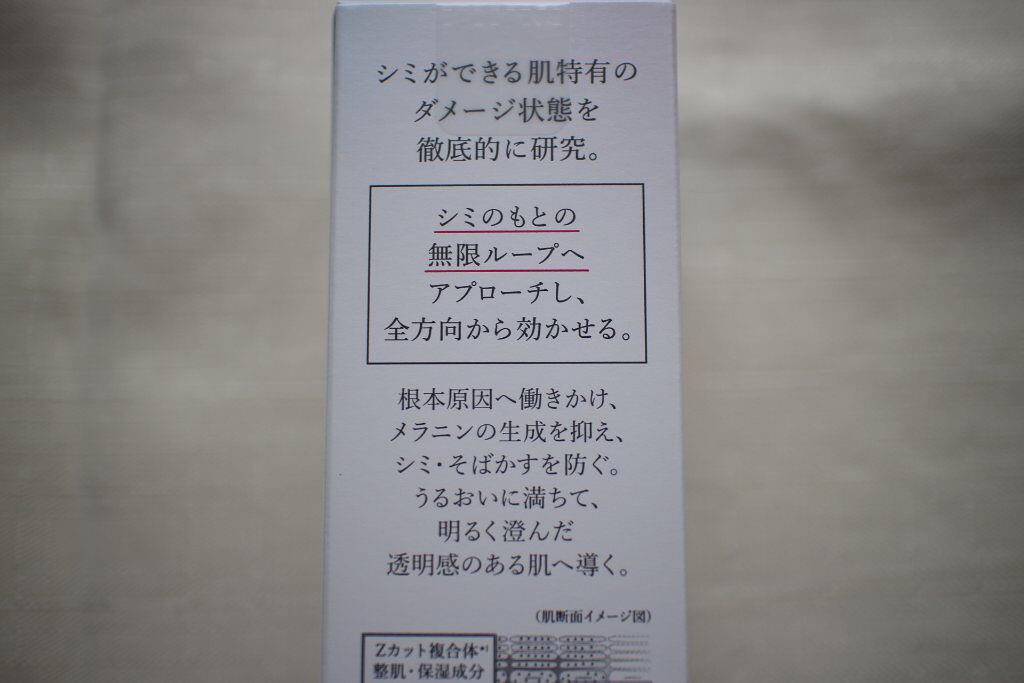 シミができる肌特有の
ダメージ状態を
徹底的に研究。
シミのもとの
無限ループへ
アプローチし、
全方向から効かせる。
根本原因へ働きかけ、
メラニンの生成を抑え、
シミ・そばかすを防ぐ。
うるおいに満ちて、
明るく澄んだ
透明感のある肌へ導く。
(肌断面イメージ図)
Zカット複合体*¹
整肌・保湿成分